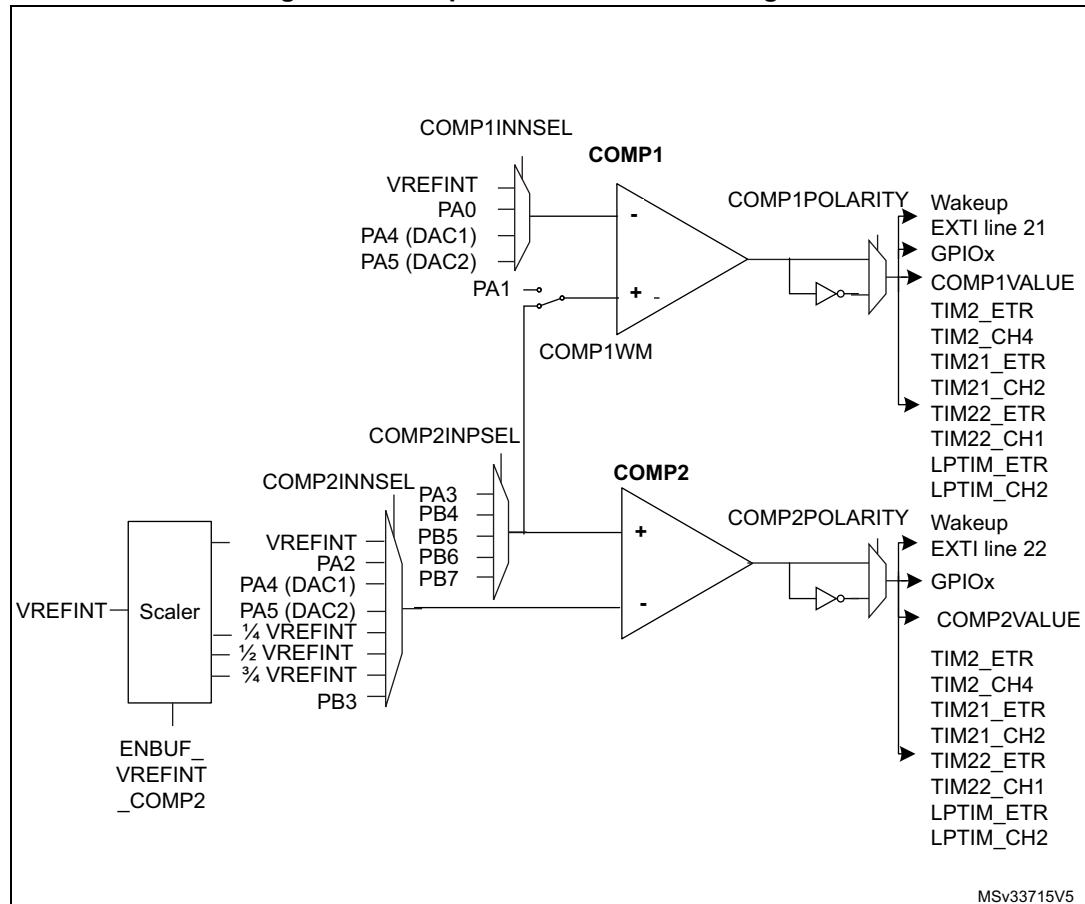 COMP1INNSEL
COMP1
VREFINT
PA0
PA4 (DAC1)
PA5 (DAC2)
PA1
-
+
-
COMP1WM
COMP1POLARITY
Wakeup
EXTI line 21
GPIOx
COMP1VALUE
TIM2_ETR
TIM2_CH4
TIM21_ETR
TIM21_CH2
TIM22_ETR
TIM22_CH1
LPTIM_ETR
LPTIM_CH2
COMP2INPSEL
PA3
PB4
PB5
PB6
PB7
COMP2INNSEL
VREFINT
PA2
PA4 (DAC1)
PA5 (DAC2)
¼ VREFINT
½ VREFINT
¾ VREFINT
PB3
VREFINT
Scaler
ENBUF_
VREFINT
_COMP2
COMP2
+
-
COMP2POLARITY
Wakeup
EXTI line 22
GPIOx
COMP2VALUE
TIM2_ETR
TIM2_CH4
TIM21_ETR
TIM21_CH2
TIM22_ETR
TIM22_CH1
LPTIM_ETR
LPTIM_CH2
MSv33715V5